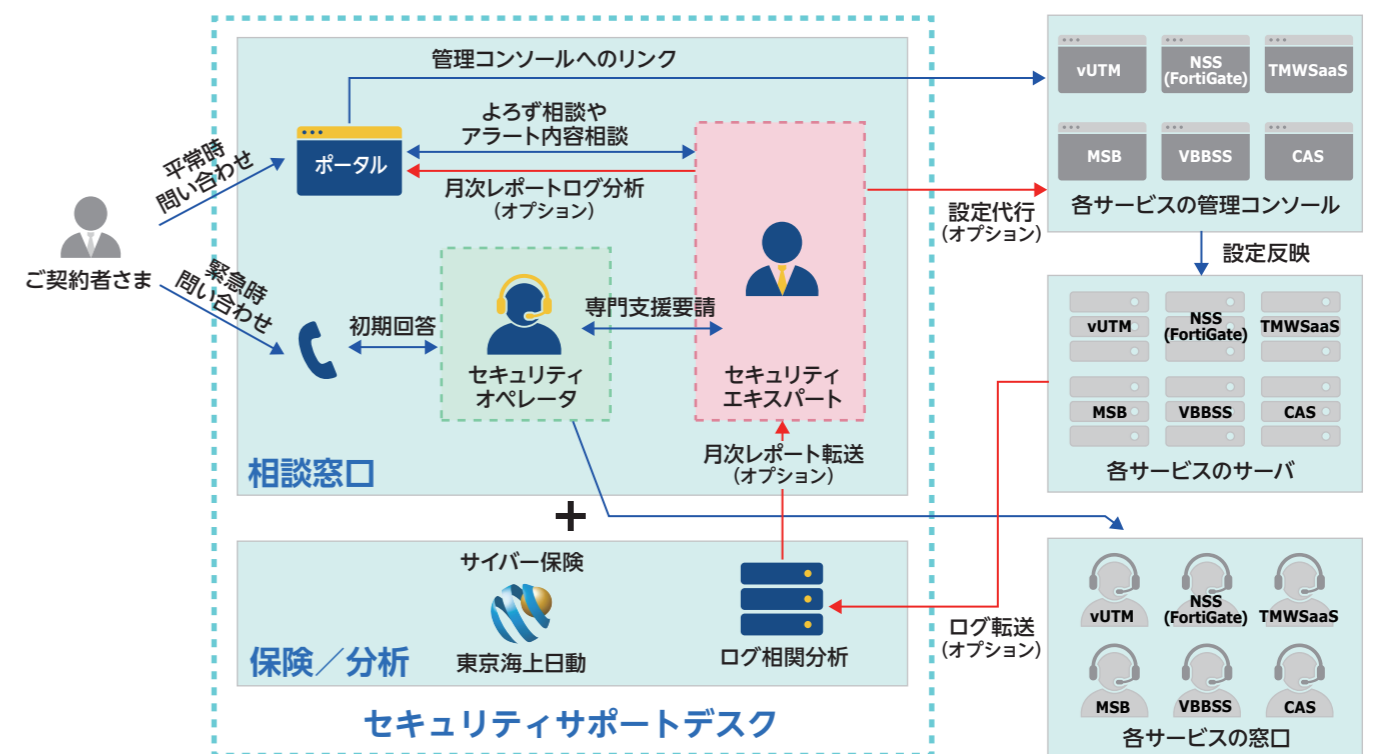 管理コンソールへのリンク
よろず相談や
アラート内容相談
ポータル
月次レポートログ分析
(オプション)
平常時
問い合わせ
ご契約者さま
緊急時
問い合わせ
初期回答
セキュリティ
オペレータ
専門支援要請
セキュリティ
エキスパート
設定代行
(オプション)
月次レポート転送
(オプション)
相談窓口
+
サイバー保険
東京海上日動
ログ相関分析
保険/分析
セキュリティサポートデスク
vUTM
NSS
(FortiGate)
TMWSaaS
MSB
VBBSS
CAS
各サービスの管理コンソール
設定反映
vUTM
NSS
(FortiGate)
TMWSaaS
MSB
VBBSS
CAS
各サービスのサーバ
ログ転送
(オプション)
vUTM
NSS
(FortiGate)
TMWSaaS
MSB
VBBSS
CAS
各サービスの窓口